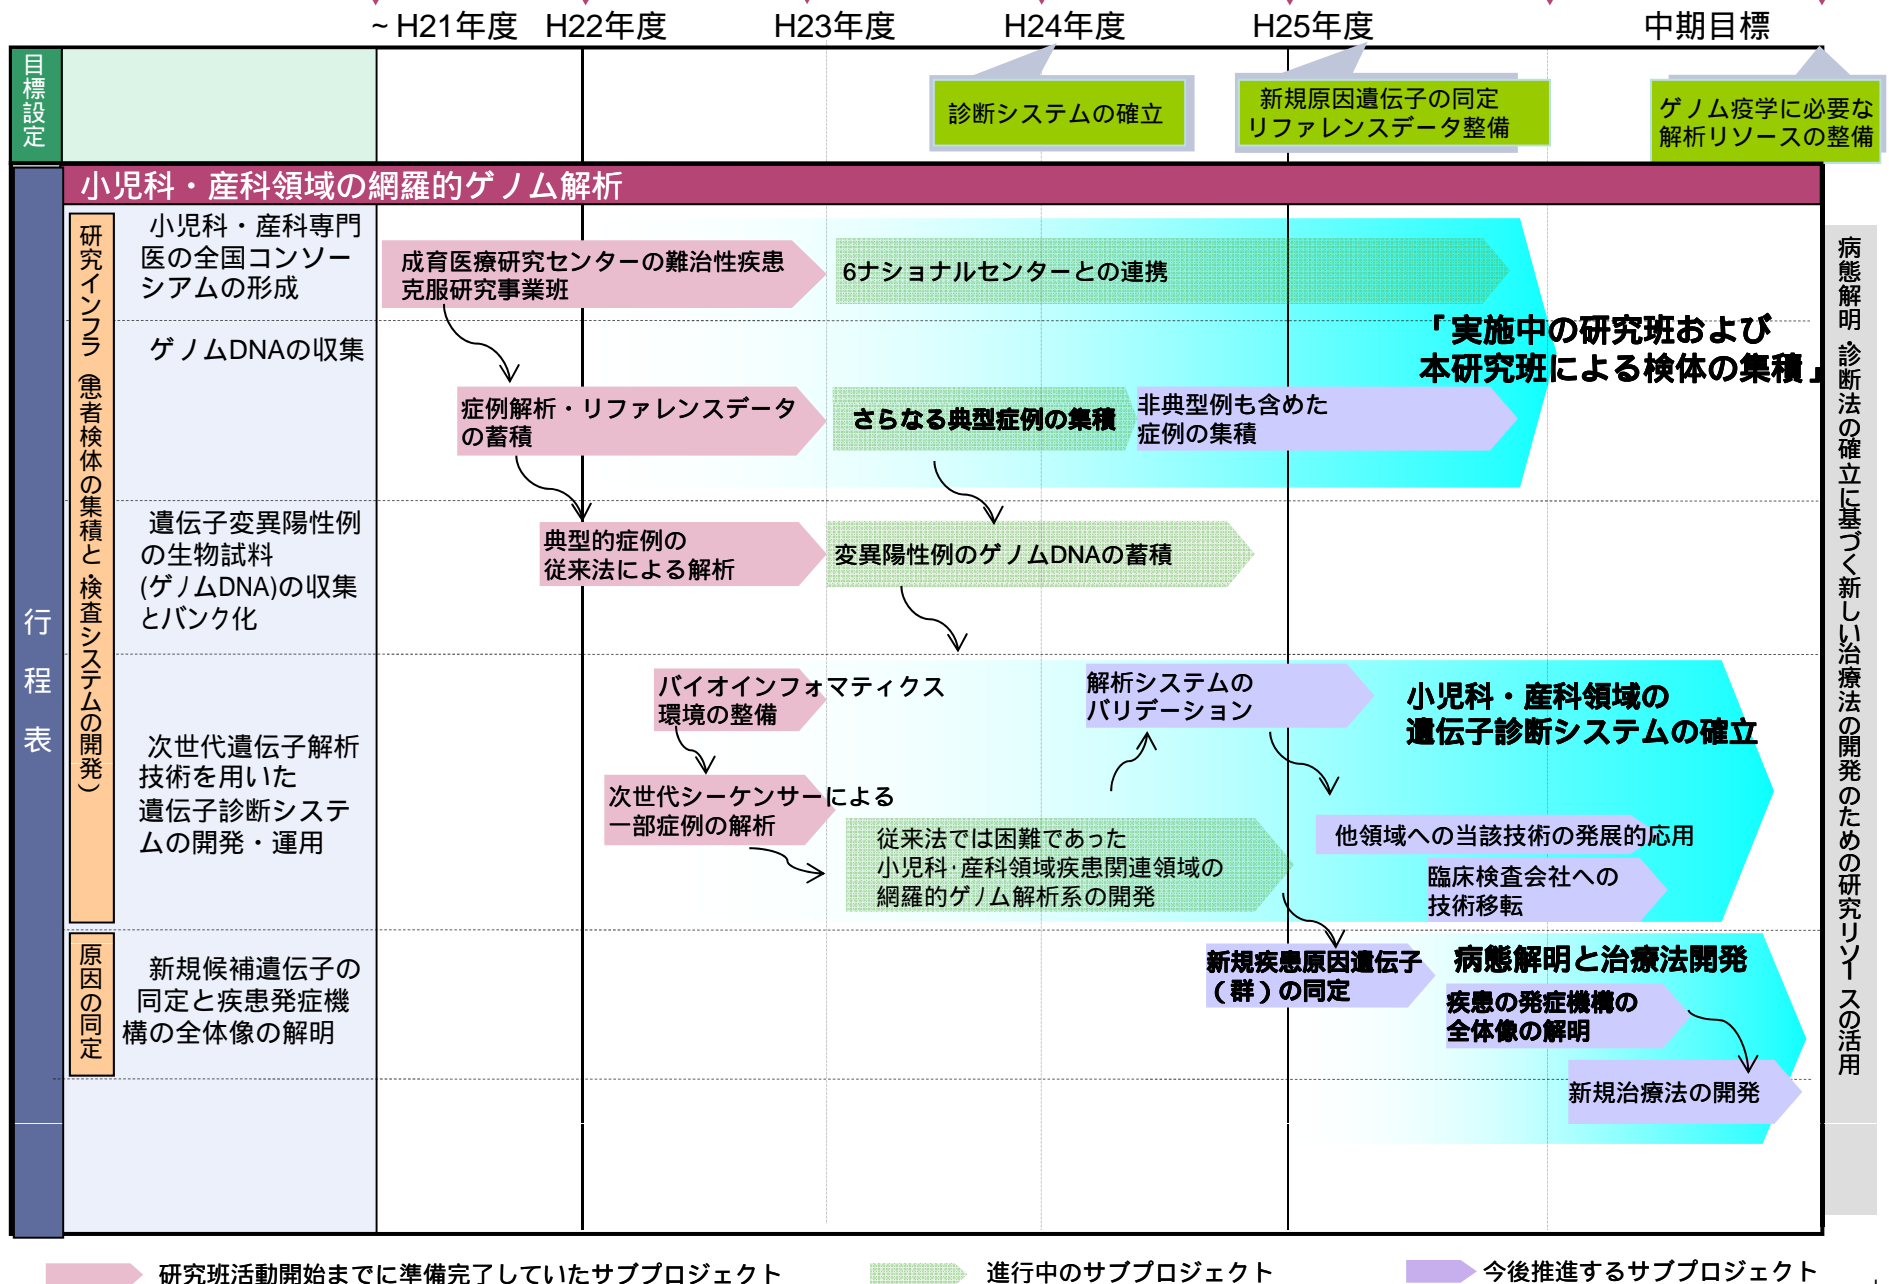 ~ H21年度 H22年度 H23年度 H24年度 H25年度 中期目標
目標設定
診断システムの確立
新規原因遺伝子の同定
リファレンスデータ整備
ゲノム疫学に必要な
解析リソースの整備
行程表
小児科・産科領域の網羅的ゲノム解析
研究インフラ（患者検体の集積と・検査システムの開発）
小児科・産科専門
医の全国コンソー
シアムの形成
成育医療研究センターの難治性疾患
克服研究事業班
6ナショナルセンターとの連携
「実施中の研究班および
本研究班による検体の集積」
ゲノムDNAの収集
症例解析・リファレンスデータ
の蓄積
さらなる典型症例の集積
非典型例も含めた
症例の集積
遺伝子変異陽性例
の生物試料
(ゲノムDNA)の収集
とバンク化
典型的症例の
従来法による解析
変異陽性例のゲノムDNAの蓄積
次世代遺伝子解析
技術を用いた
遺伝子診断システ
ムの開発・運用
バイオインフォマティクス
環境の整備
解析システムの
バリデーション
小児科・産科領域の
遺伝子診断システムの確立
次世代シーケンサーによる
一部症例の解析
従来法では困難であった
小児科・産科領域疾患関連領域の
網羅的ゲノム解析系の開発
他領域への当該技術の発展的応用
臨床検査会社への
技術移転
原因の同定
新規候補遺伝子の
同定と疾患発症機
構の全体像の解明
新規疾患原因遺伝子
（群）の同定
病態解明と治療法開発
疾患の発症機構の
全体像の解明
新規治療法の開発
病態解明・診断法の確立に基づく新しい治療法の開発のための研究リソースの活用
研究班活動開始までに準備完了していたサブプロジェクト
進行中のサブプロジェクト
今後推進するサブプロジェクト